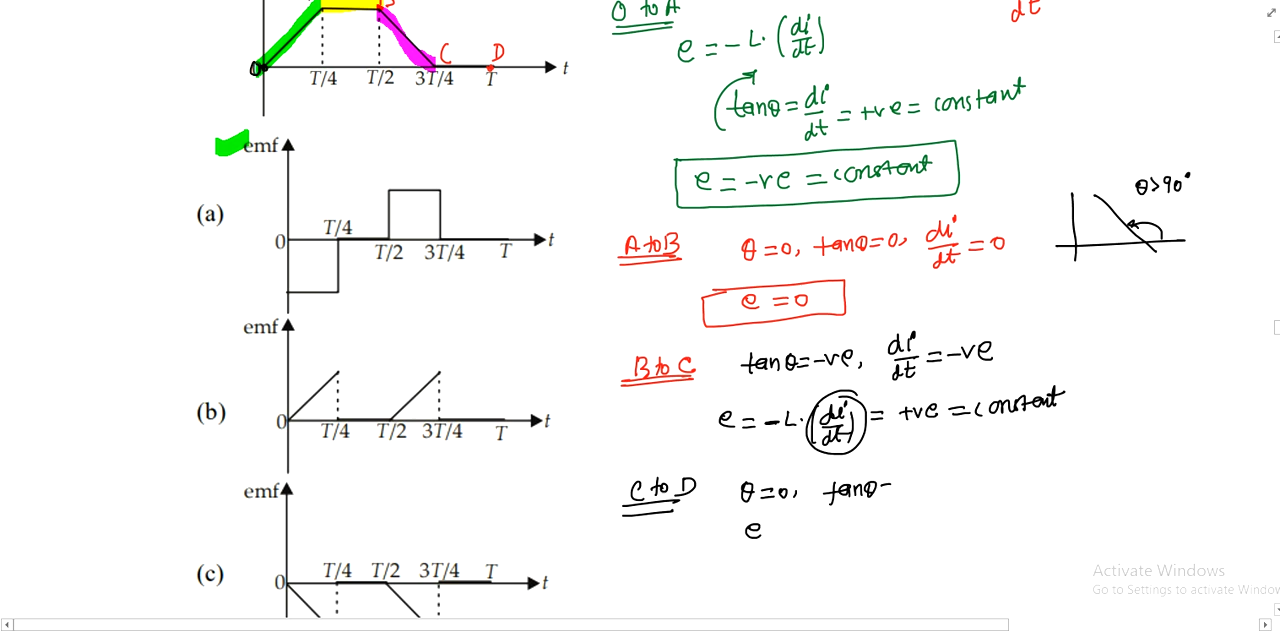 O to A
dt
e = - L. (di/dt)
C D
0 T/4 T/2 3T/4 T t
tanθ = di/dt = +ve = constant
emf
e = -ve = constant
(a)
θ>90°
T/4
0 T/2 3T/4 T t
A to B θ=0, tanθ=0, di/dt = 0
e = 0
emf
B to C tanθ=-ve, di/dt = -ve
(b)
e = - L. (di/dt) = +ve = constant
0 T/4 T/2 3T/4 T t
emf
C to D θ=0, tanθ-
e
(c)
T/4 T/2 3T/4 T
0 t
Activate Windows
Go to Settings to activate Window